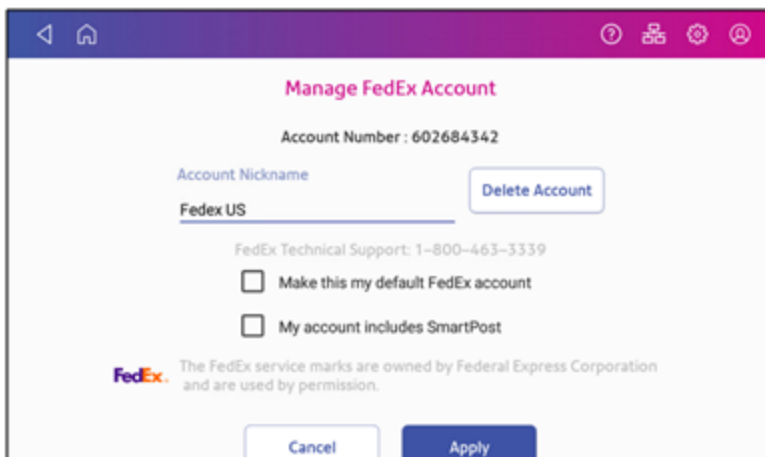 Manage FedEx Account
Account Number : 602684342
Account Nickname
Delete Account
Fedex US
FedEx Technical Support: 1-800-463-3339
Make this my default FedEx account
My account includes SmartPost
FedEx. The FedEx service marks are owned by Federal Express Corporation
and are used by permission.
Cancel
Apply